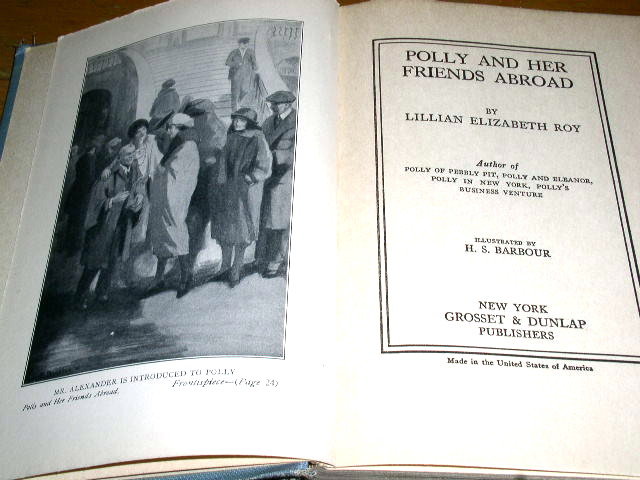 MR. ALEXANDER IS INTRODUCED TO POLLY
Polly and Her Friends Abroad.
Frontispiece—(Page 24)
POLLY AND HER
FRIENDS ABROAD
BY
LILLIAN ELIZABETH ROY
Author of
POLLY OF PEBBLY PIT, POLLY AND ELEANOR,
POLLY IN NEW YORK, POLLY'S
BUSINESS VENTURE
ILLUSTRATED BY
H. S. BARBOUR
NEW YORK
GROSSET & DUNLAP
PUBLISHERS
Made in the United States of America